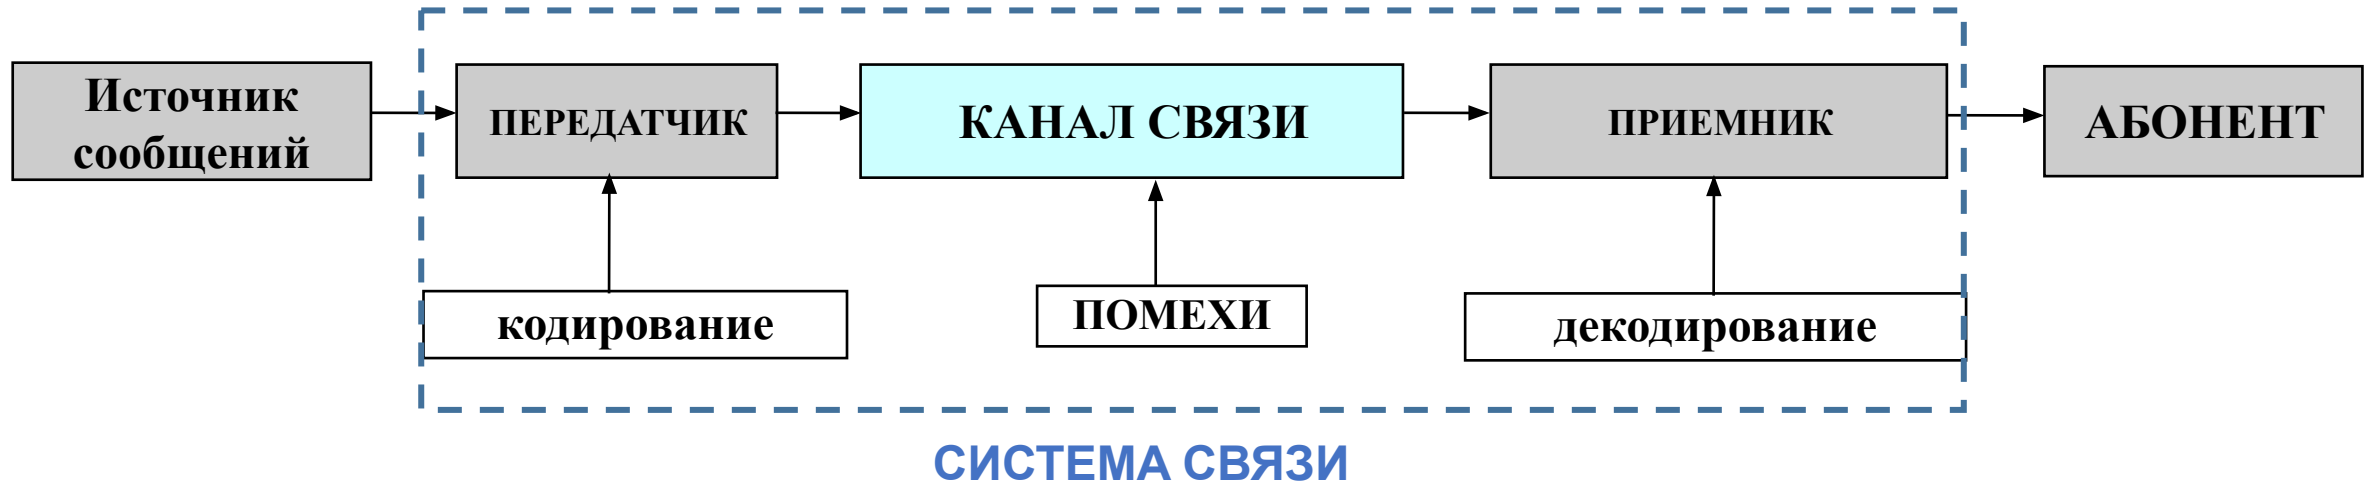 Источник
сообщений
ПЕРЕДАТЧИК
КАНАЛ СВЯЗИ
ПРИЕМНИК
АБОНЕНТ
кодирование
ПОМЕХИ
декодирование
СИСТЕМА СВЯЗИ